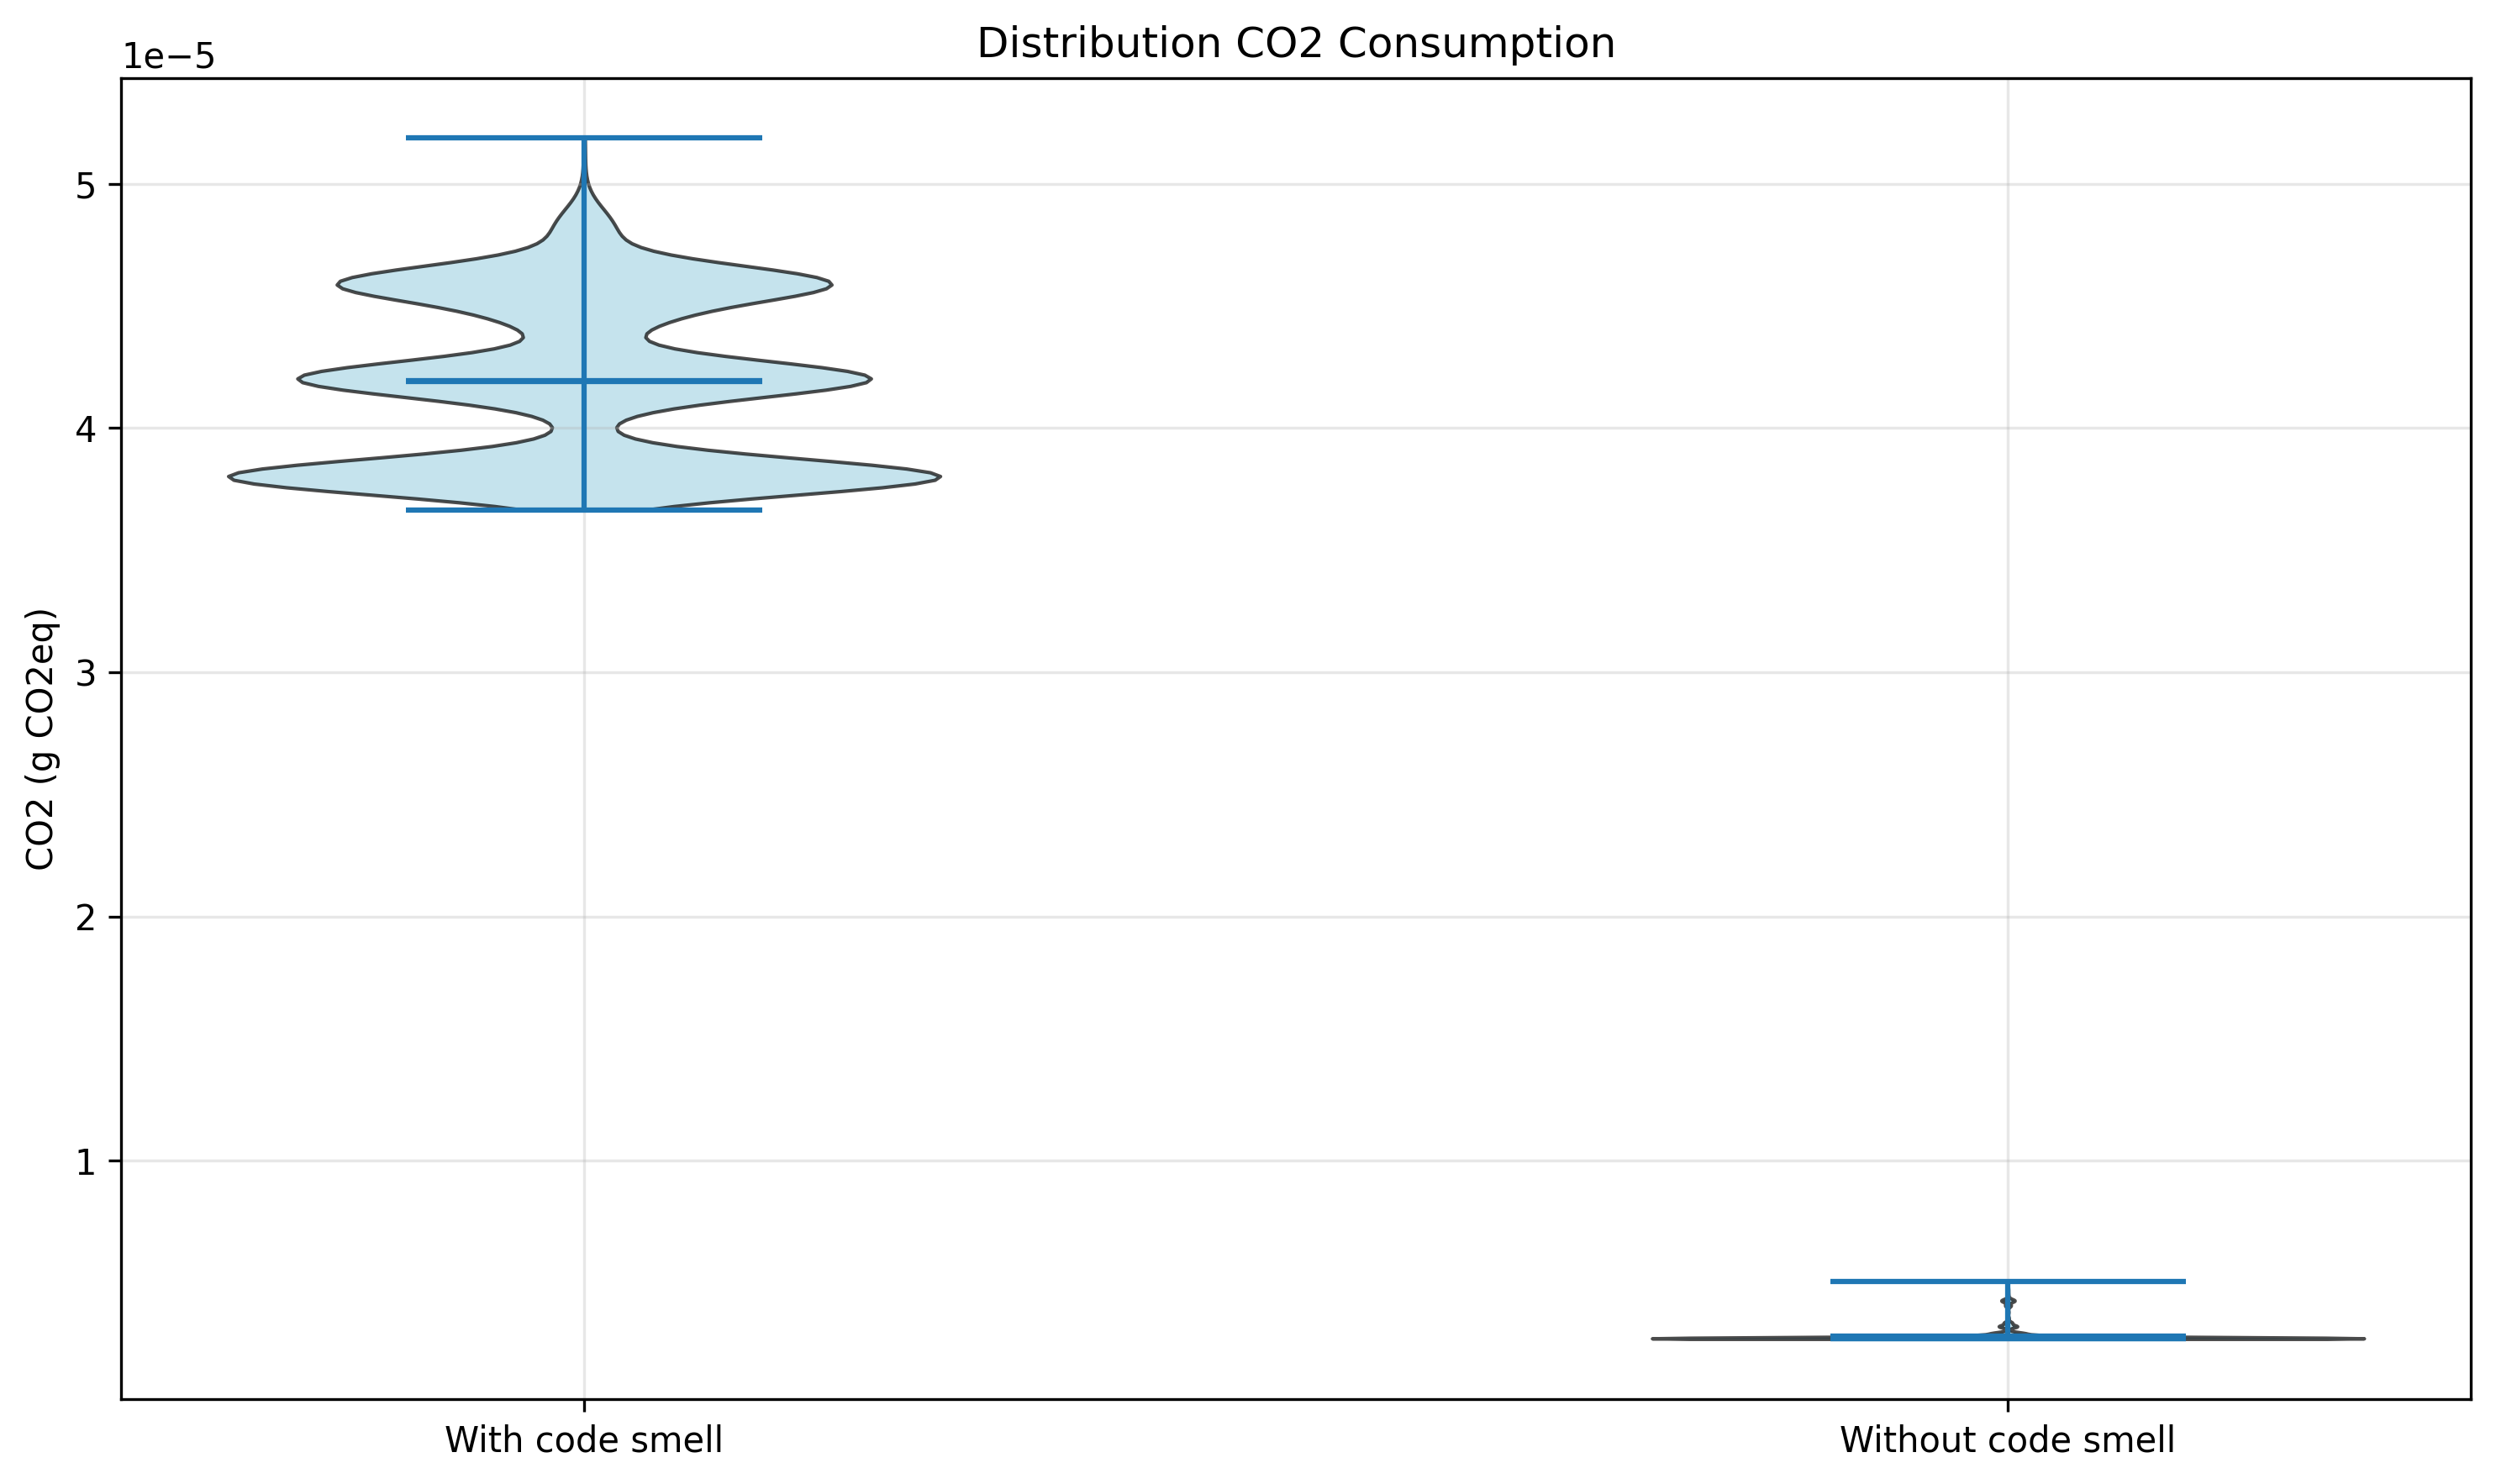 Distribution CO2 Consumption
1e−5
5
4
3
2
1
CO2 (g CO2eq)
With code smell
Without code smell